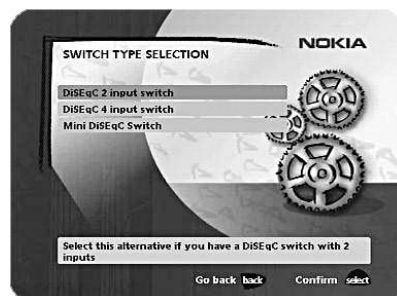 NOKIA
SWITCH TYPE SELECTION
DiSEqC 2 input switch
DiSEqC 4 input switch
Mini DiSEqC Switch
Select this alternative if you have a DiSEqC switch with 2
inputs
Go back back Confirm select